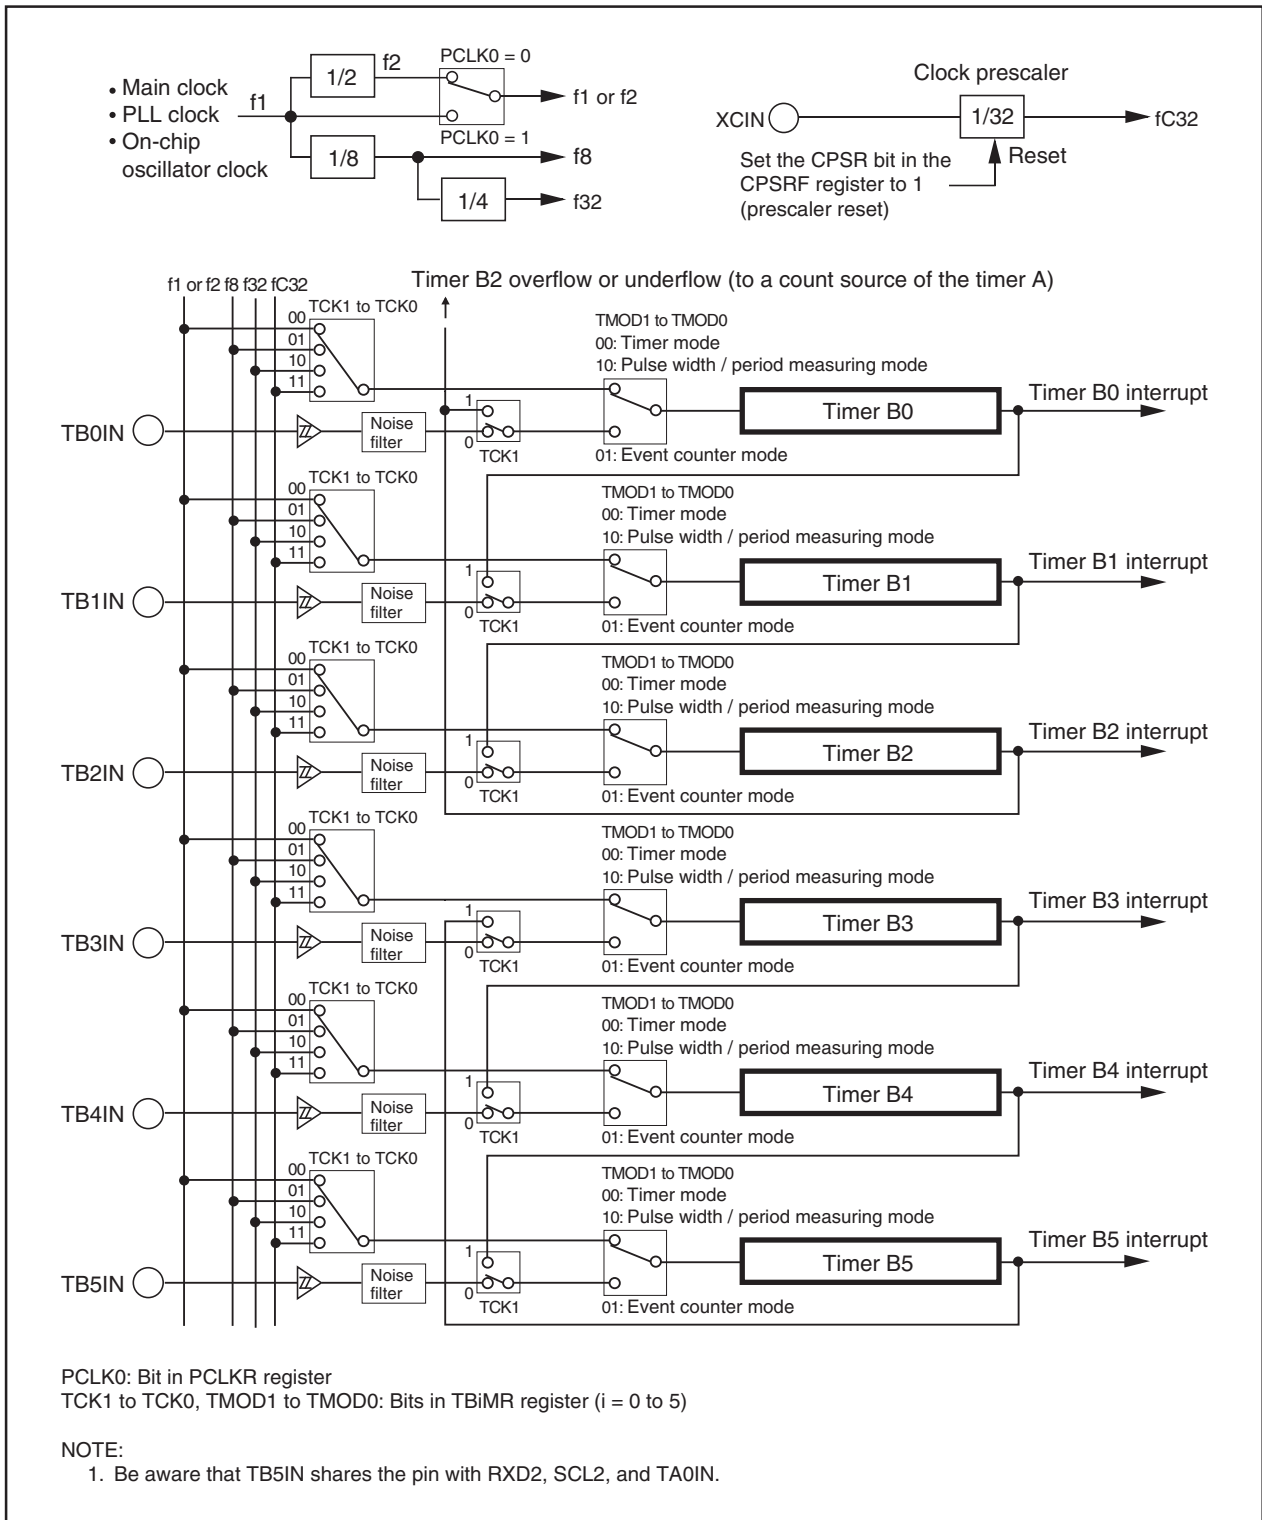 PCLK0 = 0
f2
1/2
• Main clock
• PLL clock
• On-chip
oscillator clock
f1
f1 or f2
PCLK0 = 1
1/8
f8
1/4
f32
Clock prescaler
XCIN
1/32
fC32
Reset
Set the CPSR bit in the
CPSRF register to 1
(prescaler reset)
f1 or f2 f8 f32 fC32
Timer B2 overflow or underflow (to a count source of the timer A)
TCK1 to TCK0
00
01
10
11
TMOD1 to TMOD0
00: Timer mode
10: Pulse width / period measuring mode
TB0IN
Noise
filter
1
0
TCK1
01: Event counter mode
Timer B0
Timer B0 interrupt
TCK1 to TCK0
00
01
10
11
TMOD1 to TMOD0
00: Timer mode
10: Pulse width / period measuring mode
TB1IN
Noise
filter
1
0
TCK1
01: Event counter mode
Timer B1
Timer B1 interrupt
TCK1 to TCK0
00
01
10
11
TMOD1 to TMOD0
00: Timer mode
10: Pulse width / period measuring mode
TB2IN
Noise
filter
1
0
TCK1
01: Event counter mode
Timer B2
Timer B2 interrupt
TCK1 to TCK0
00
01
10
11
TMOD1 to TMOD0
00: Timer mode
10: Pulse width / period measuring mode
TB3IN
Noise
filter
1
0
TCK1
01: Event counter mode
Timer B3
Timer B3 interrupt
TCK1 to TCK0
00
01
10
11
TMOD1 to TMOD0
00: Timer mode
10: Pulse width / period measuring mode
TB4IN
Noise
filter
1
0
TCK1
01: Event counter mode
Timer B4
Timer B4 interrupt
TCK1 to TCK0
00
01
10
11
TMOD1 to TMOD0
00: Timer mode
10: Pulse width / period measuring mode
TB5IN
Noise
filter
1
0
TCK1
01: Event counter mode
Timer B5
Timer B5 interrupt
PCLK0: Bit in PCLKR register
TCK1 to TCK0, TMOD1 to TMOD0: Bits in TBiMR register (i = 0 to 5)
NOTE:
1. Be aware that TB5IN shares the pin with RXD2, SCL2, and TA0IN.